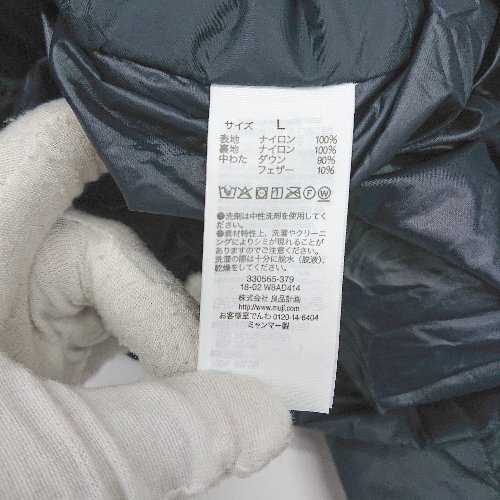 サイズ L
表地 ナイロン 100%
裏地 ナイロン 100%
中わた ダウン 90%
フェザー 10%
●洗剤は中性洗剤を使用してく
ださい。
●素材特性上、洗濯やクリーニ
ングによりシミが現れることが
ありますのでご注意ください。
洗濯の際は十分に脱水（脱液）、
乾燥をしてください。
330565-379
18-02 W8AD414
株式会社 良品計画
http://www.muji.com
お客様室でんわ 0120-14-6404
ミャンマー製